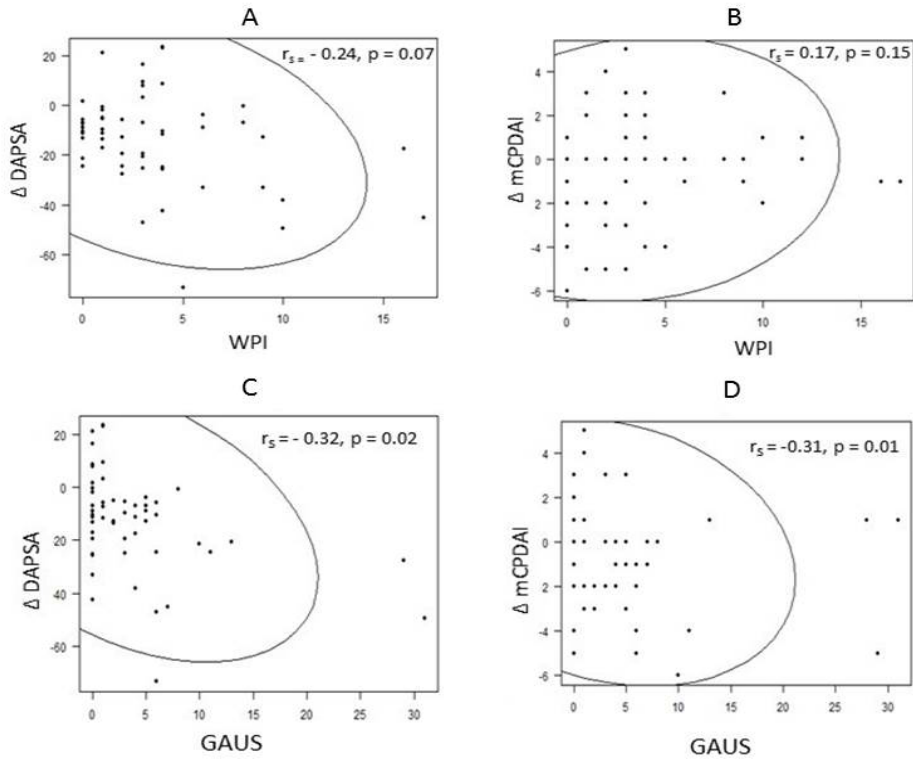 A
r_s = - 0.24, p = 0.07
Δ DAPSA
20
0
-20
-40
-60
0 5 10 15
WPI
B
r_s = 0.17, p = 0.15
Δ mCPDAI
4
2
0
-2
-4
-6
0 5 10 15
WPI
C
r_s = - 0.32, p = 0.02
Δ DAPSA
20
0
20
40
-60
0 5 10 15 20 25 30
GAUS
D
r_s = -0.31, p = 0.01
Δ mCPDAI
4
2
0
-2
-4
-6
0 5 10 15 20 25 30
GAUS